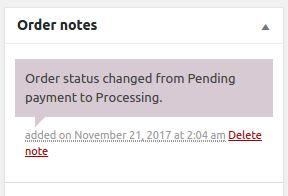 Order notes
Order status changed from Pending
payment to Processing.
added on November 21, 2017 at 2:04 am Delete
note